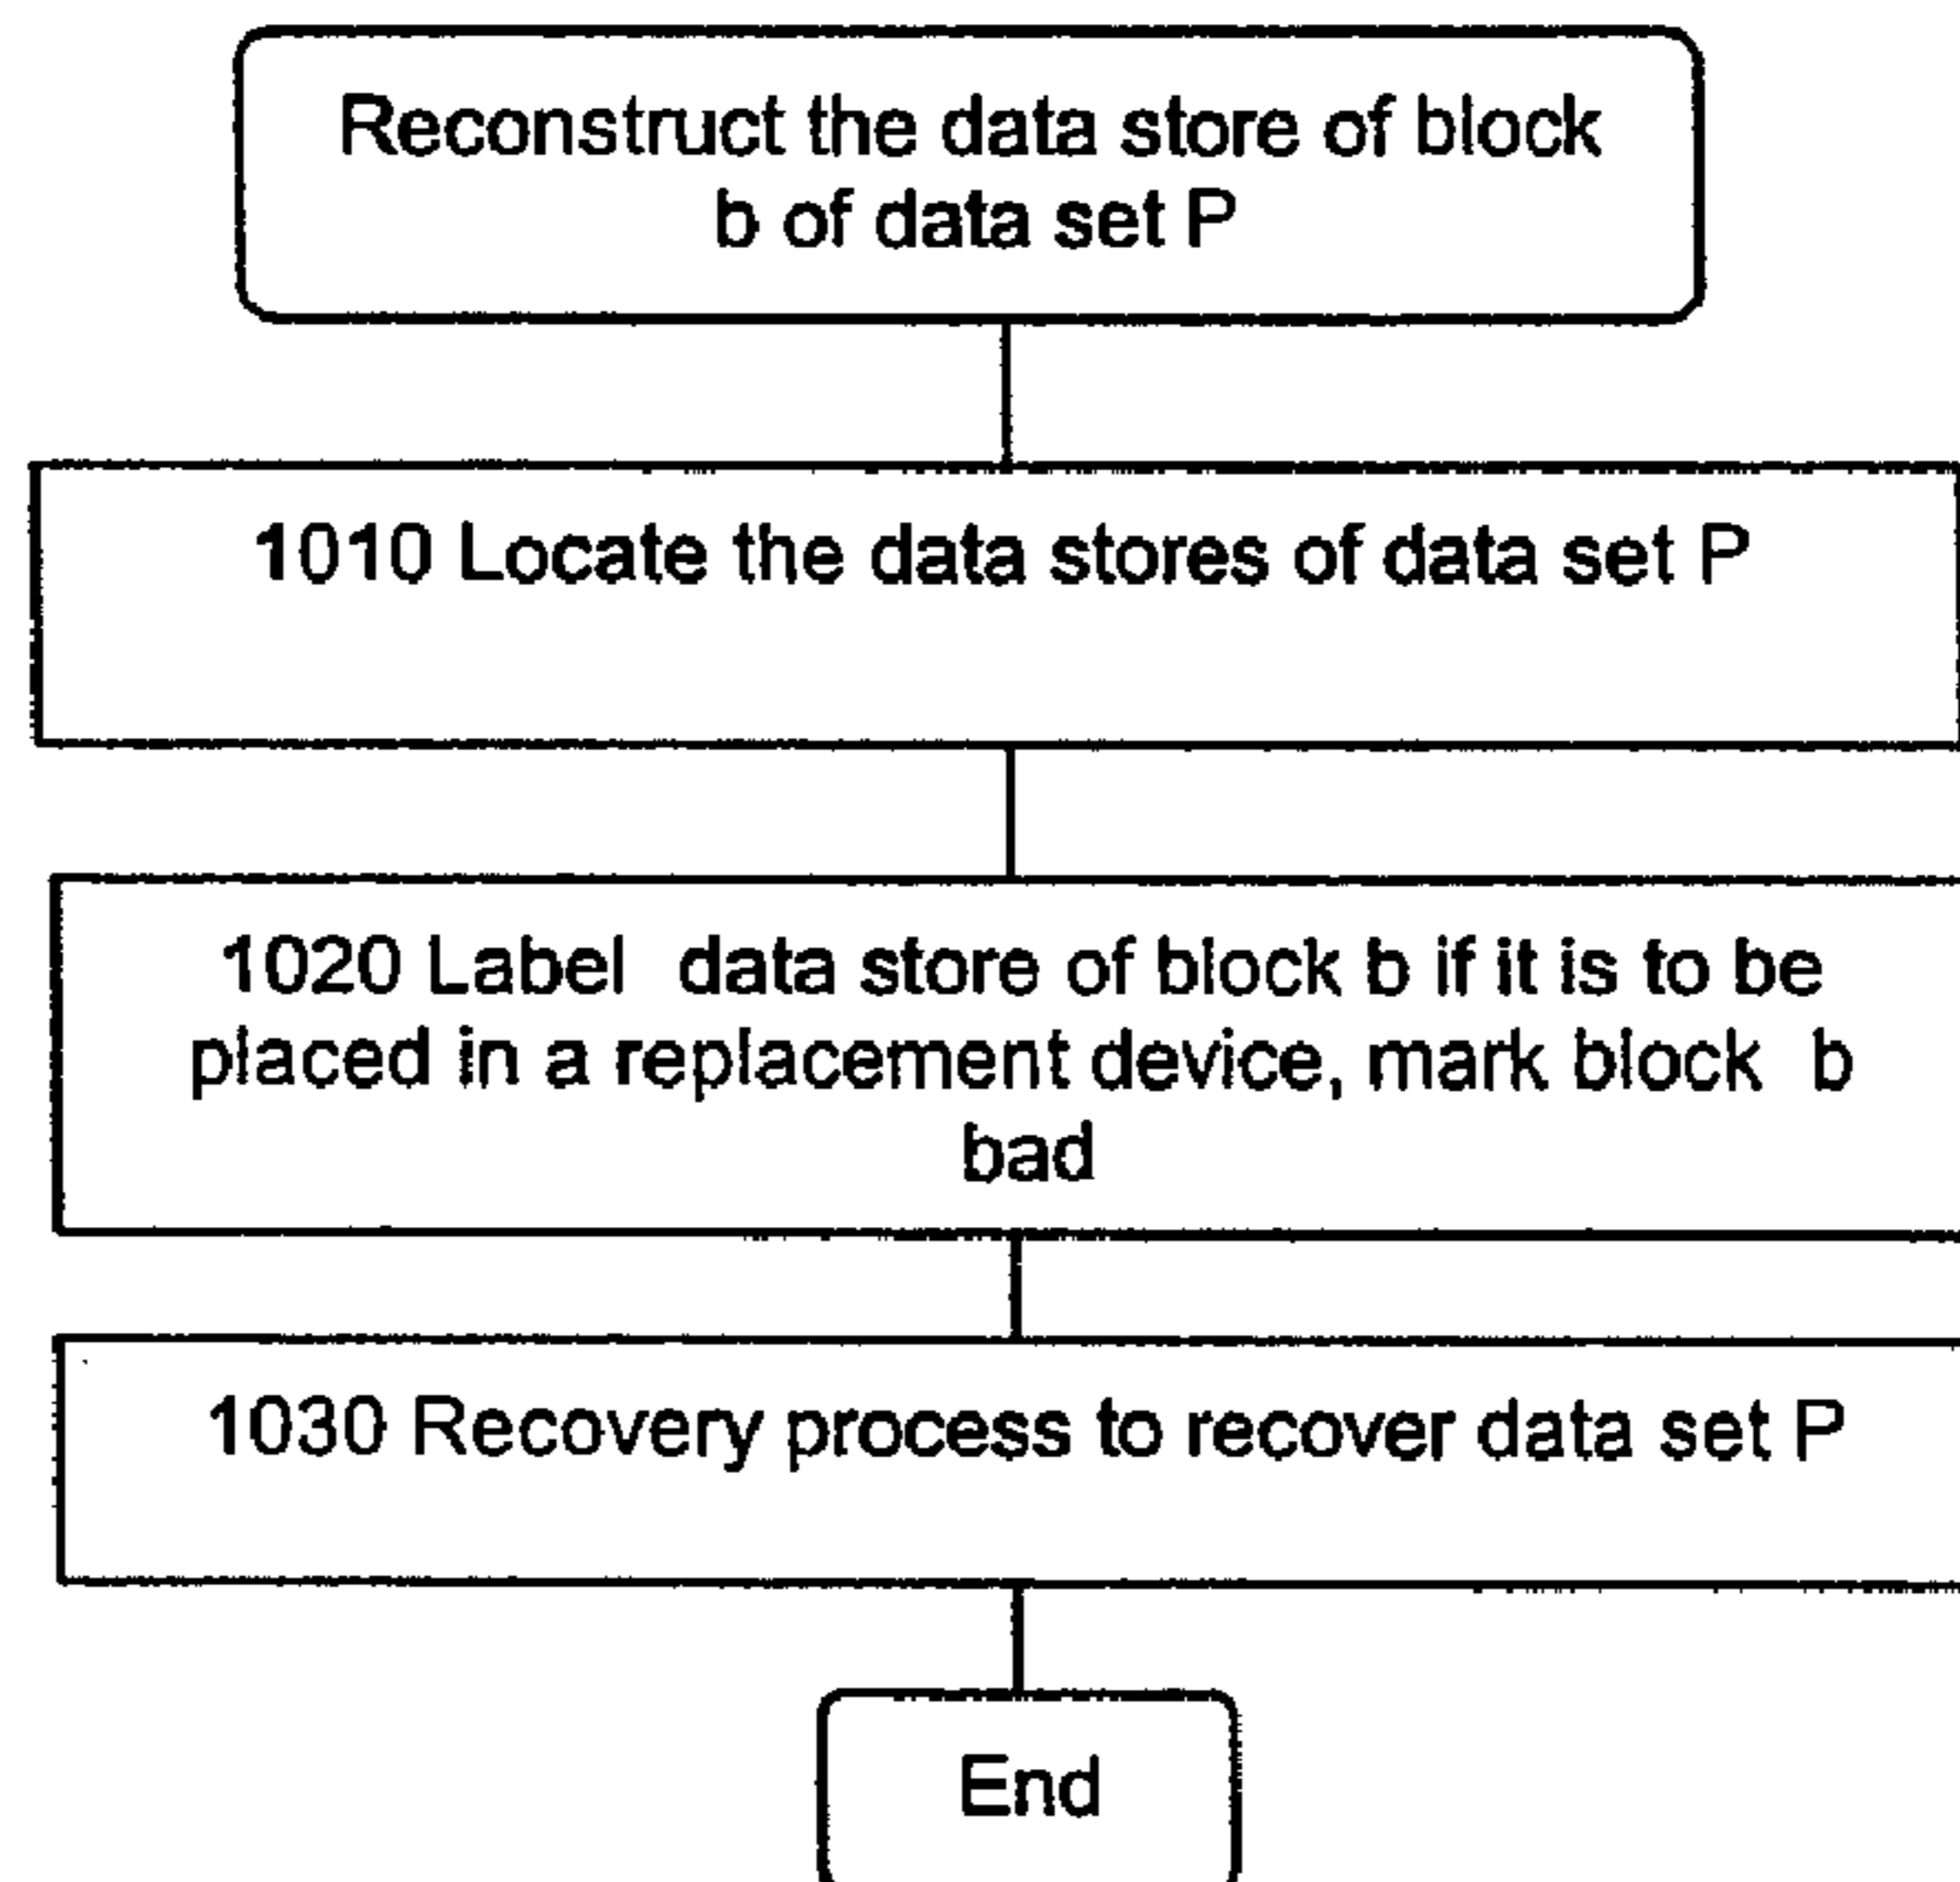 Reconstruct the data store of block
b of data set P
1010 Locate the data stores of data set P
1020 Label data store of block b if it is to be
placed in a replacement device, mark block b
bad
1030 Recovery process to recover data set P
End